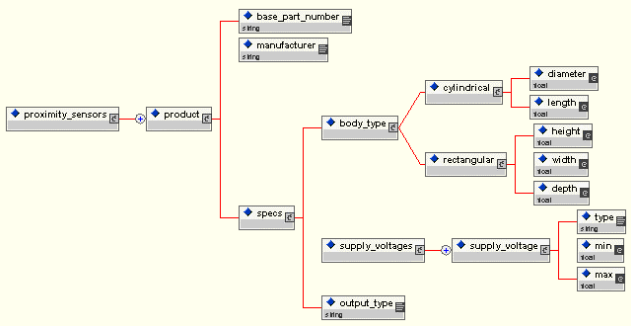 base_part_number
string
manufacturer
string
proximity_sensors
product
specs
body_type
cylindrical
diameter
float
length
float
rectangular
height
float
width
float
depth
float
supply_voltages
supply_voltage
type
string
min
float
max
float
output_type
string